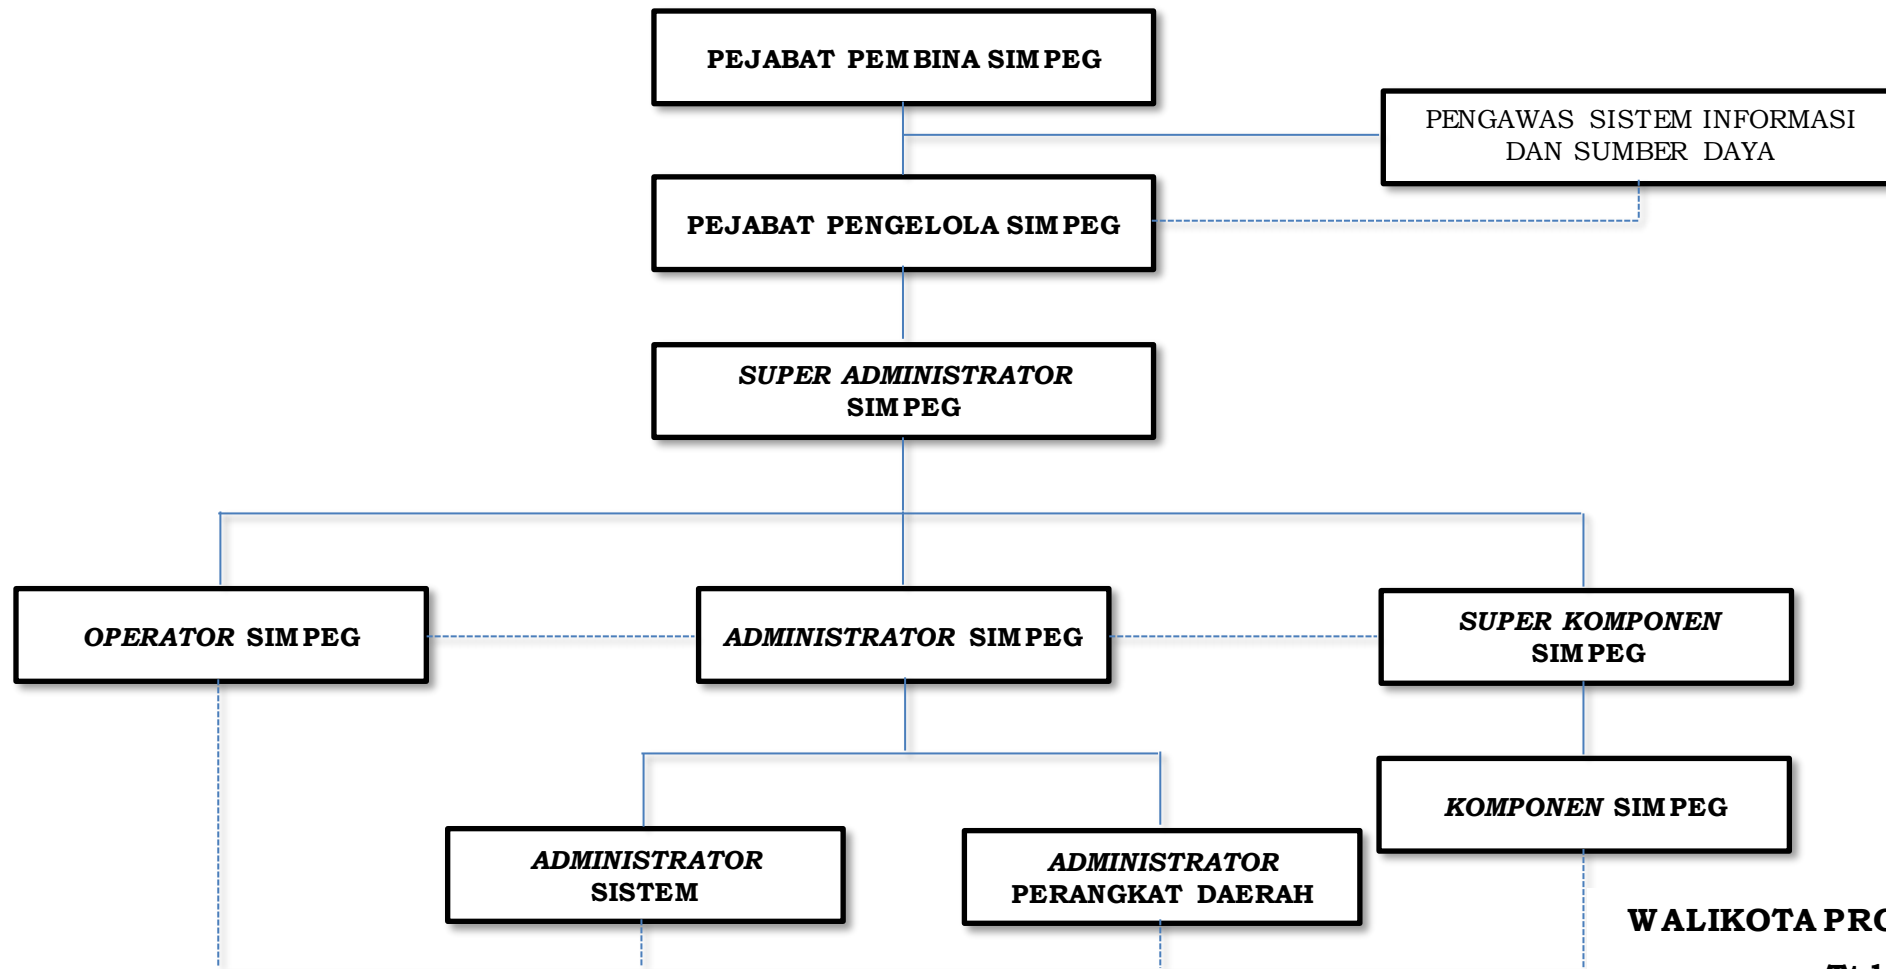 PEJABAT PEMBINA SIMPEG
PENGAWAS SISTEM INFORMASI
DAN SUMBER DAYA
PEJABAT PENGELOLA SIMPEG
SUPER ADMINISTRATOR
SIMPEG
OPERATOR SIMPEG
ADMINISTRATOR SIMPEG
SUPER KOMPONEN
SIMPEG
KOMPONEN SIMPEG
ADMINISTRATOR
SISTEM
ADMINISTRATOR
PERANGKAT DAERAH
WALIKOTA